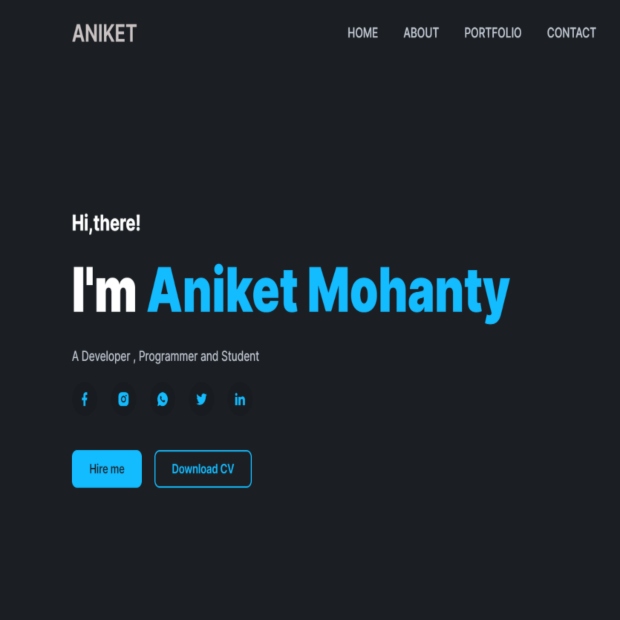 ANIKET HOME ABOUT PORTFOLIO CONTACT
Hi,there!
I'm Aniket Mohanty
A Developer , Programmer and Student
Hire me Download CV